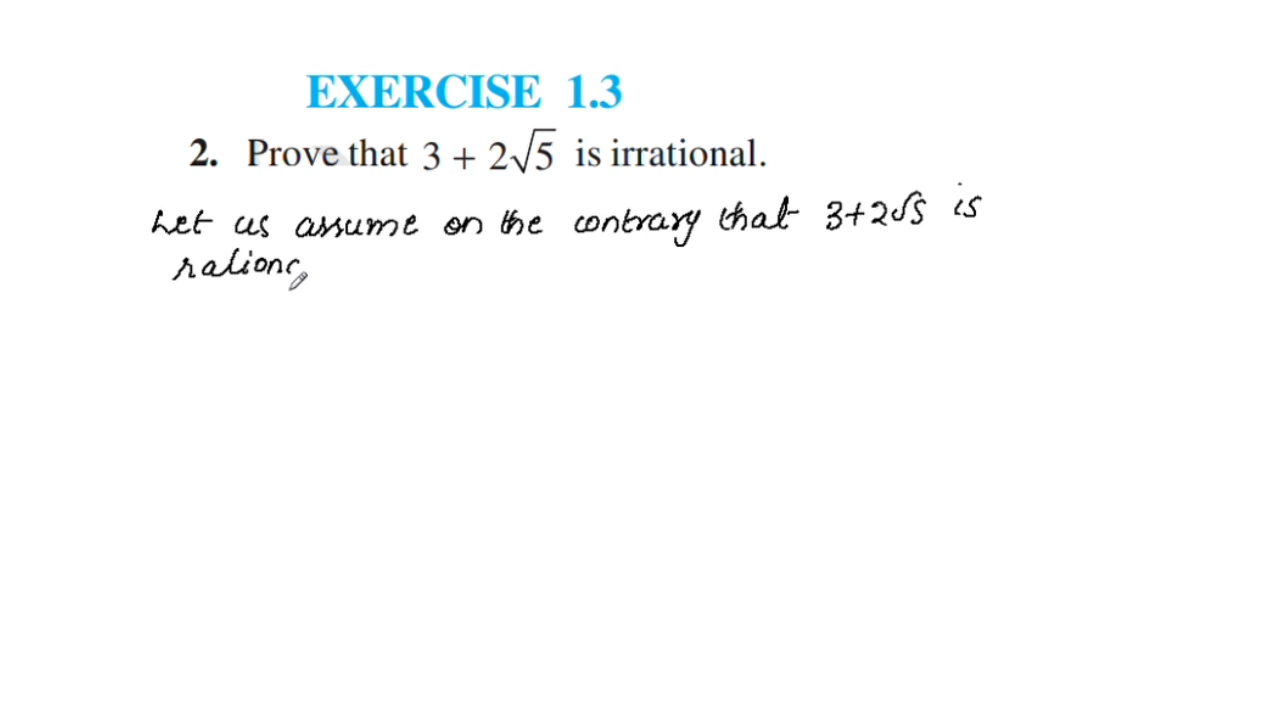 EXERCISE 1.3
2. Prove that 3 + 2√5 is irrational.
Let us assume on the contrary that 3+2√5 is
rationa